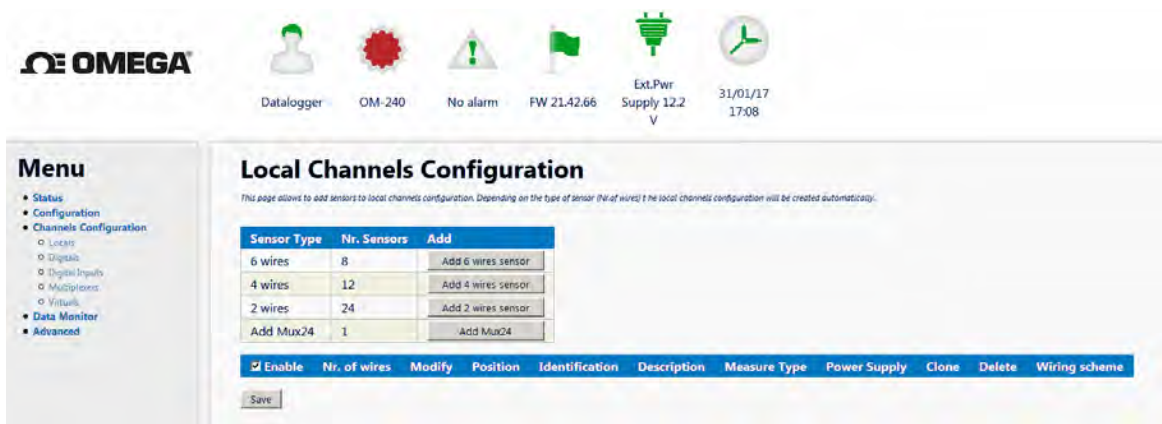 OMEGA
Datalogger
OM-240
No alarm
FW 21.42.66
Ext.Pwr
Supply 12.2
V
31/01/17
17:08
Menu
Status
Configuration
Channels Configuration
Locals
Digitals
Digital Inputs
Multiplexers
Virtuals
Data Monitor
Advanced
Local Channels Configuration
This page allows to add sensors to local channels configuration. Depending on the type of sensor (Nr.of wires) t he local channels configuration will be created automatically.
Sensor Type Nr. Sensors Add
6 wires 8 Add 6 wires sensor
4 wires 12 Add 4 wires sensor
2 wires 24 Add 2 wires sensor
Add Mux24 1 Add Mux24
Enable Nr. of wires Modify Position Identification Description Measure Type Power Supply Clone Delete Wiring scheme
Save